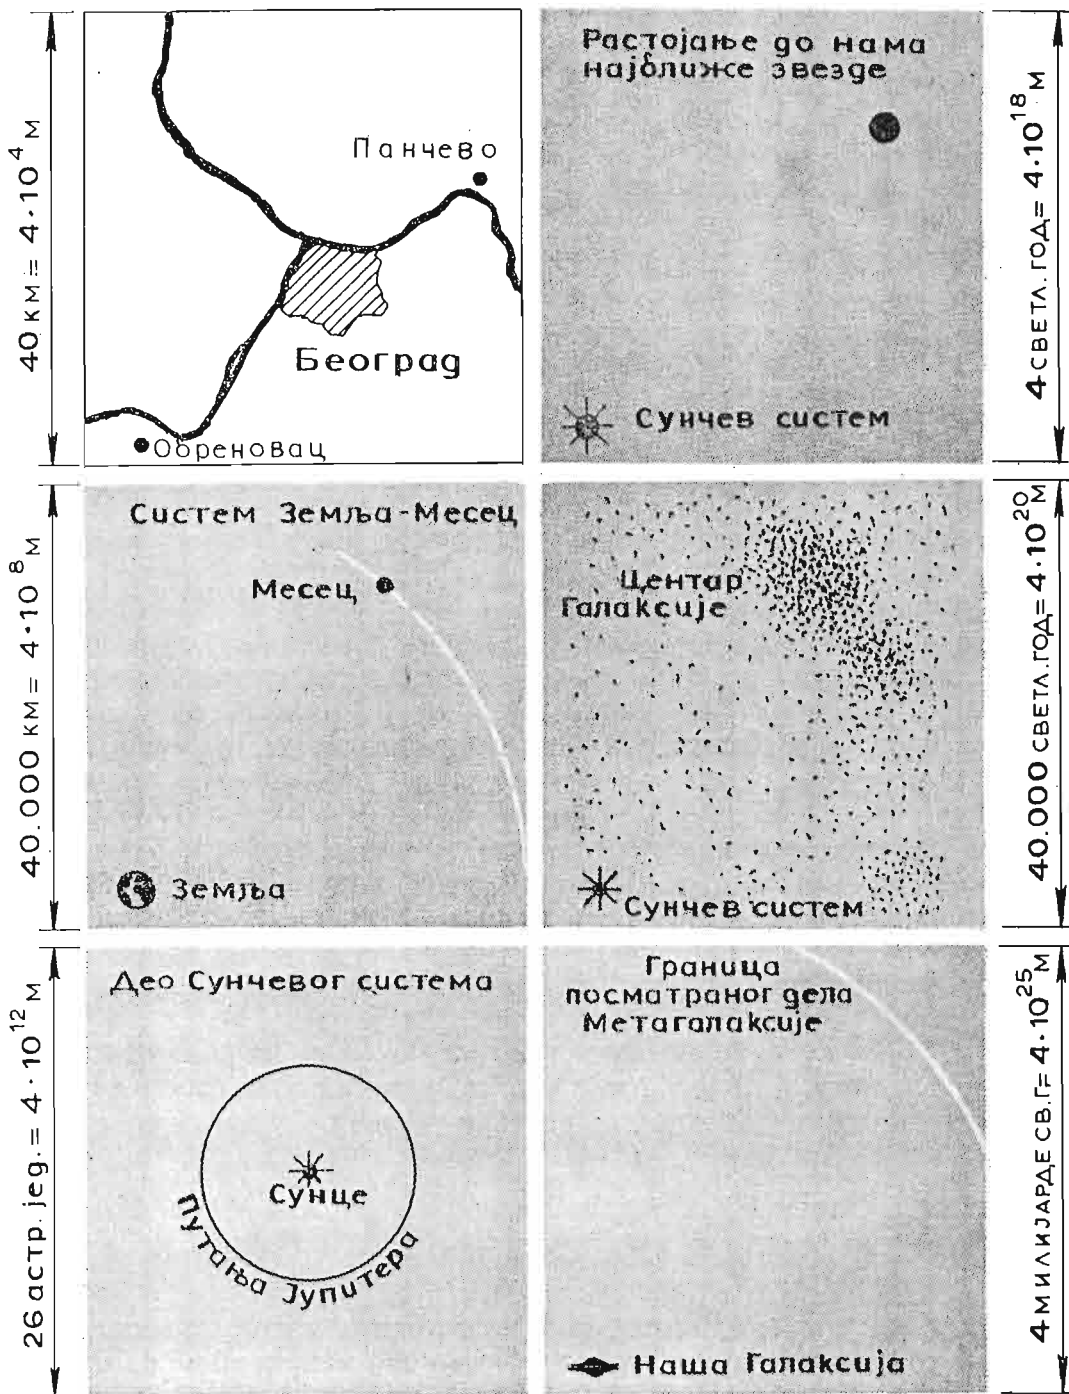 40 км = 4·10⁴ м
Панчево
Београд
Обреновац
Растојање до нама
најближе звезде
Сунчев систем
4 СВЕТЛ. ГОД. = 4·10¹⁸ М
40.000 КМ = 4·10⁸ М
Систем Земља-Месец
Месец
Земља
Центар
Галаксије
Сунчев систем
40.000 СВЕТЛ. ГОД. = 4·10²⁰ М
26 астр. јед. = 4·10¹² М
Део Сунчевог система
Сунце
Путања Јупитера
Граница
посматраног дела
Метагалаксије
Наша Галаксија
4 МИЛИЈАРДЕ СВ.Г. = 4·10²⁵ М